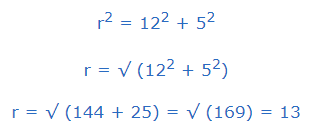 r² = 12² + 5²
r = √ (12² + 5²)
r = √ (144 + 25) = √ (169) = 13